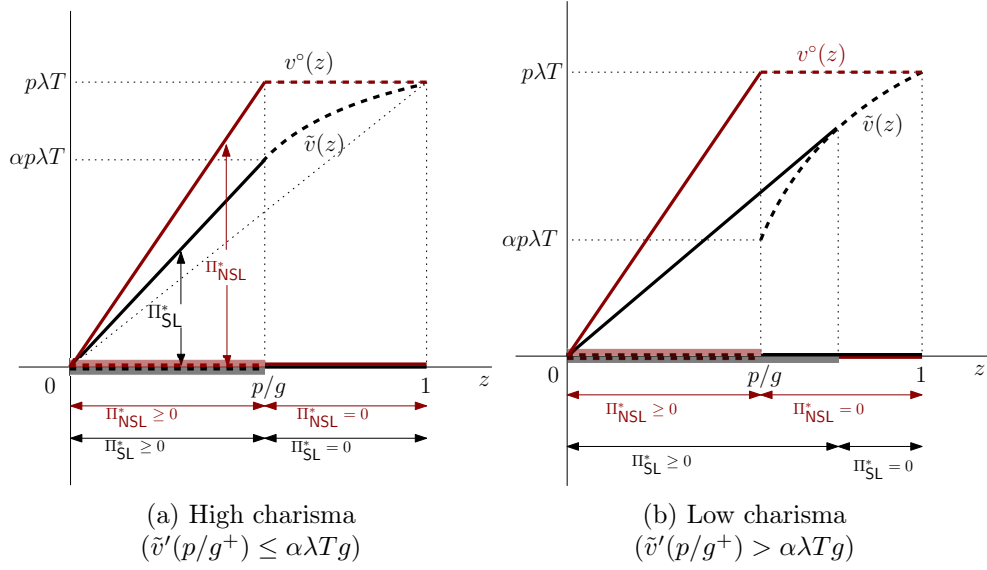 v°(z)
pλT
ṽ(z)
αpλT
Π*NSL
Π*SL
0
p/g
1
z
Π*NSL ≥ 0
Π*NSL = 0
Π*SL ≥ 0
Π*SL = 0
(a) High charisma
(ṽ′(p/g⁺) ≤ αλTg)
v°(z)
pλT
ṽ(z)
αpλT
0
p/g
1
z
Π*NSL ≥ 0
Π*NSL = 0
Π*SL ≥ 0
Π*SL = 0
(b) Low charisma
(ṽ′(p/g⁺) > αλTg)